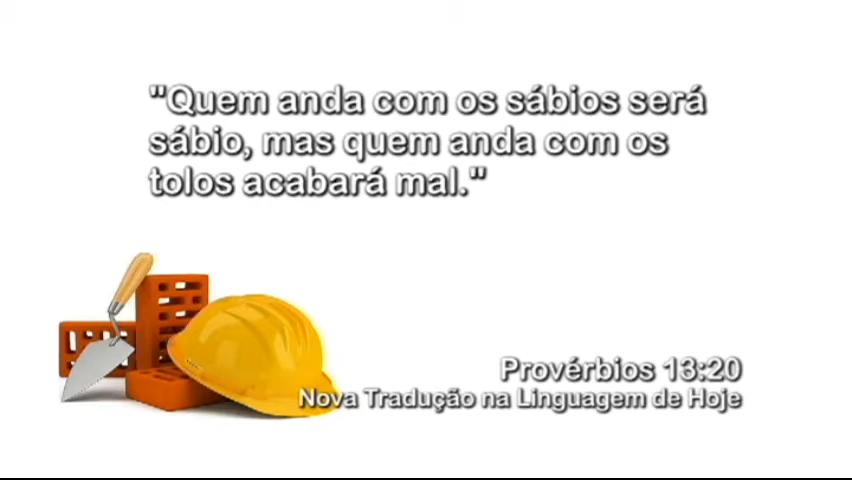 "Quem anda com os sábios será
sábio, mas quem anda com os
tolos acabará mal."
Provérbios 13:20
Nova Tradução na Linguagem de Hoje